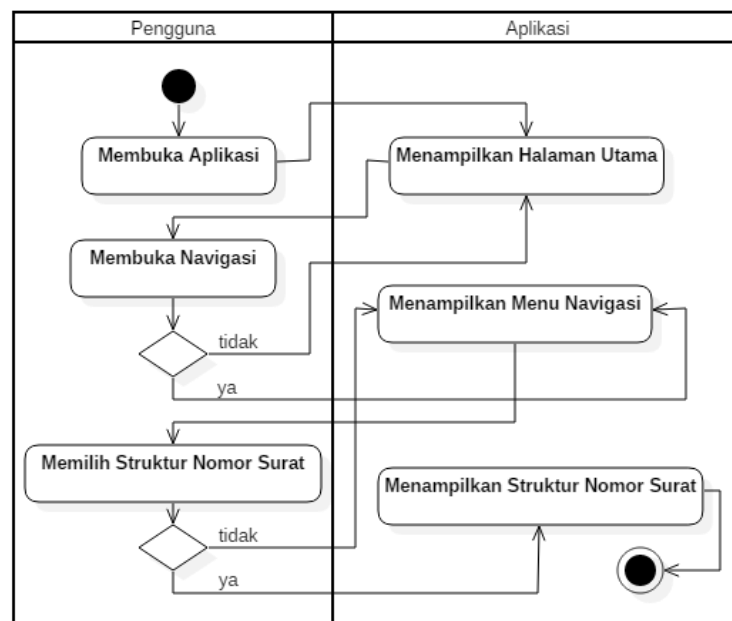 Pengguna
Aplikasi
Membuka Aplikasi
Menampilkan Halaman Utama
Membuka Navigasi
Menampilkan Menu Navigasi
tidak
ya
Memilih Struktur Nomor Surat
Menampilkan Struktur Nomor Surat
tidak
ya